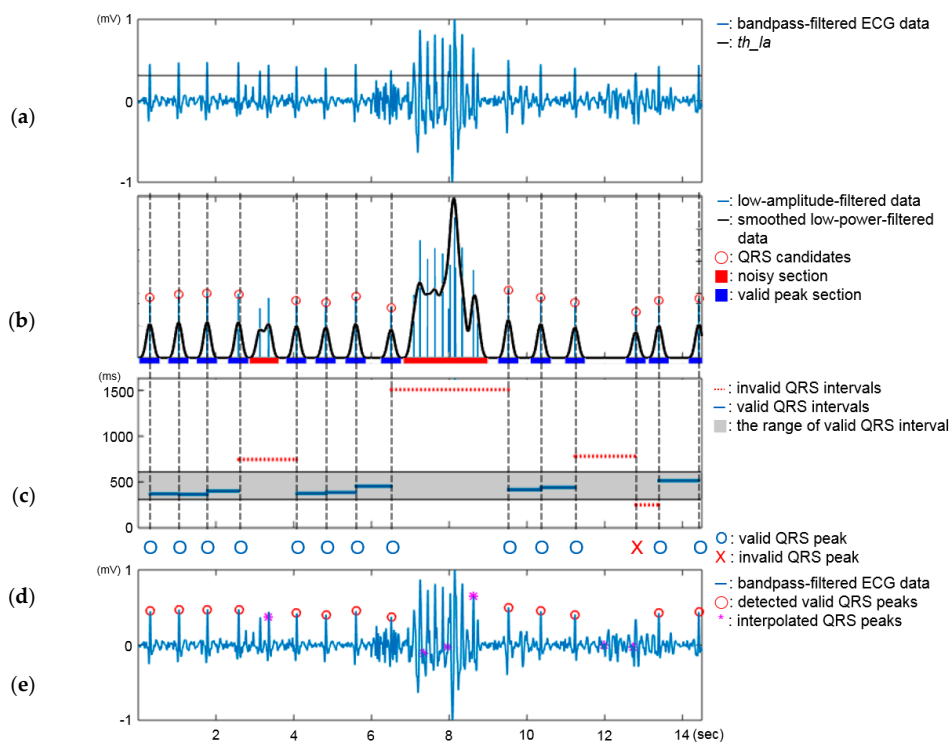 (mV)
1
0
-1
(a)
–: bandpass-filtered ECG data
–: th_la
(b)
–: low-amplitude-filtered data
–: smoothed low-power-filtered
data
: QRS candidates
: noisy section
: valid peak section
(ms)
1500
1000
500
0
(c)
: invalid QRS intervals
–: valid QRS intervals
: the range of valid QRS interval
O O O O O O O O O O O X O O
O: valid QRS peak
X: invalid QRS peak
(d)
(mV)
1
0
-1
(e)
–: bandpass-filtered ECG data
: detected valid QRS peaks
*: interpolated QRS peaks
2 4 6 8 10 12 14 (sec)